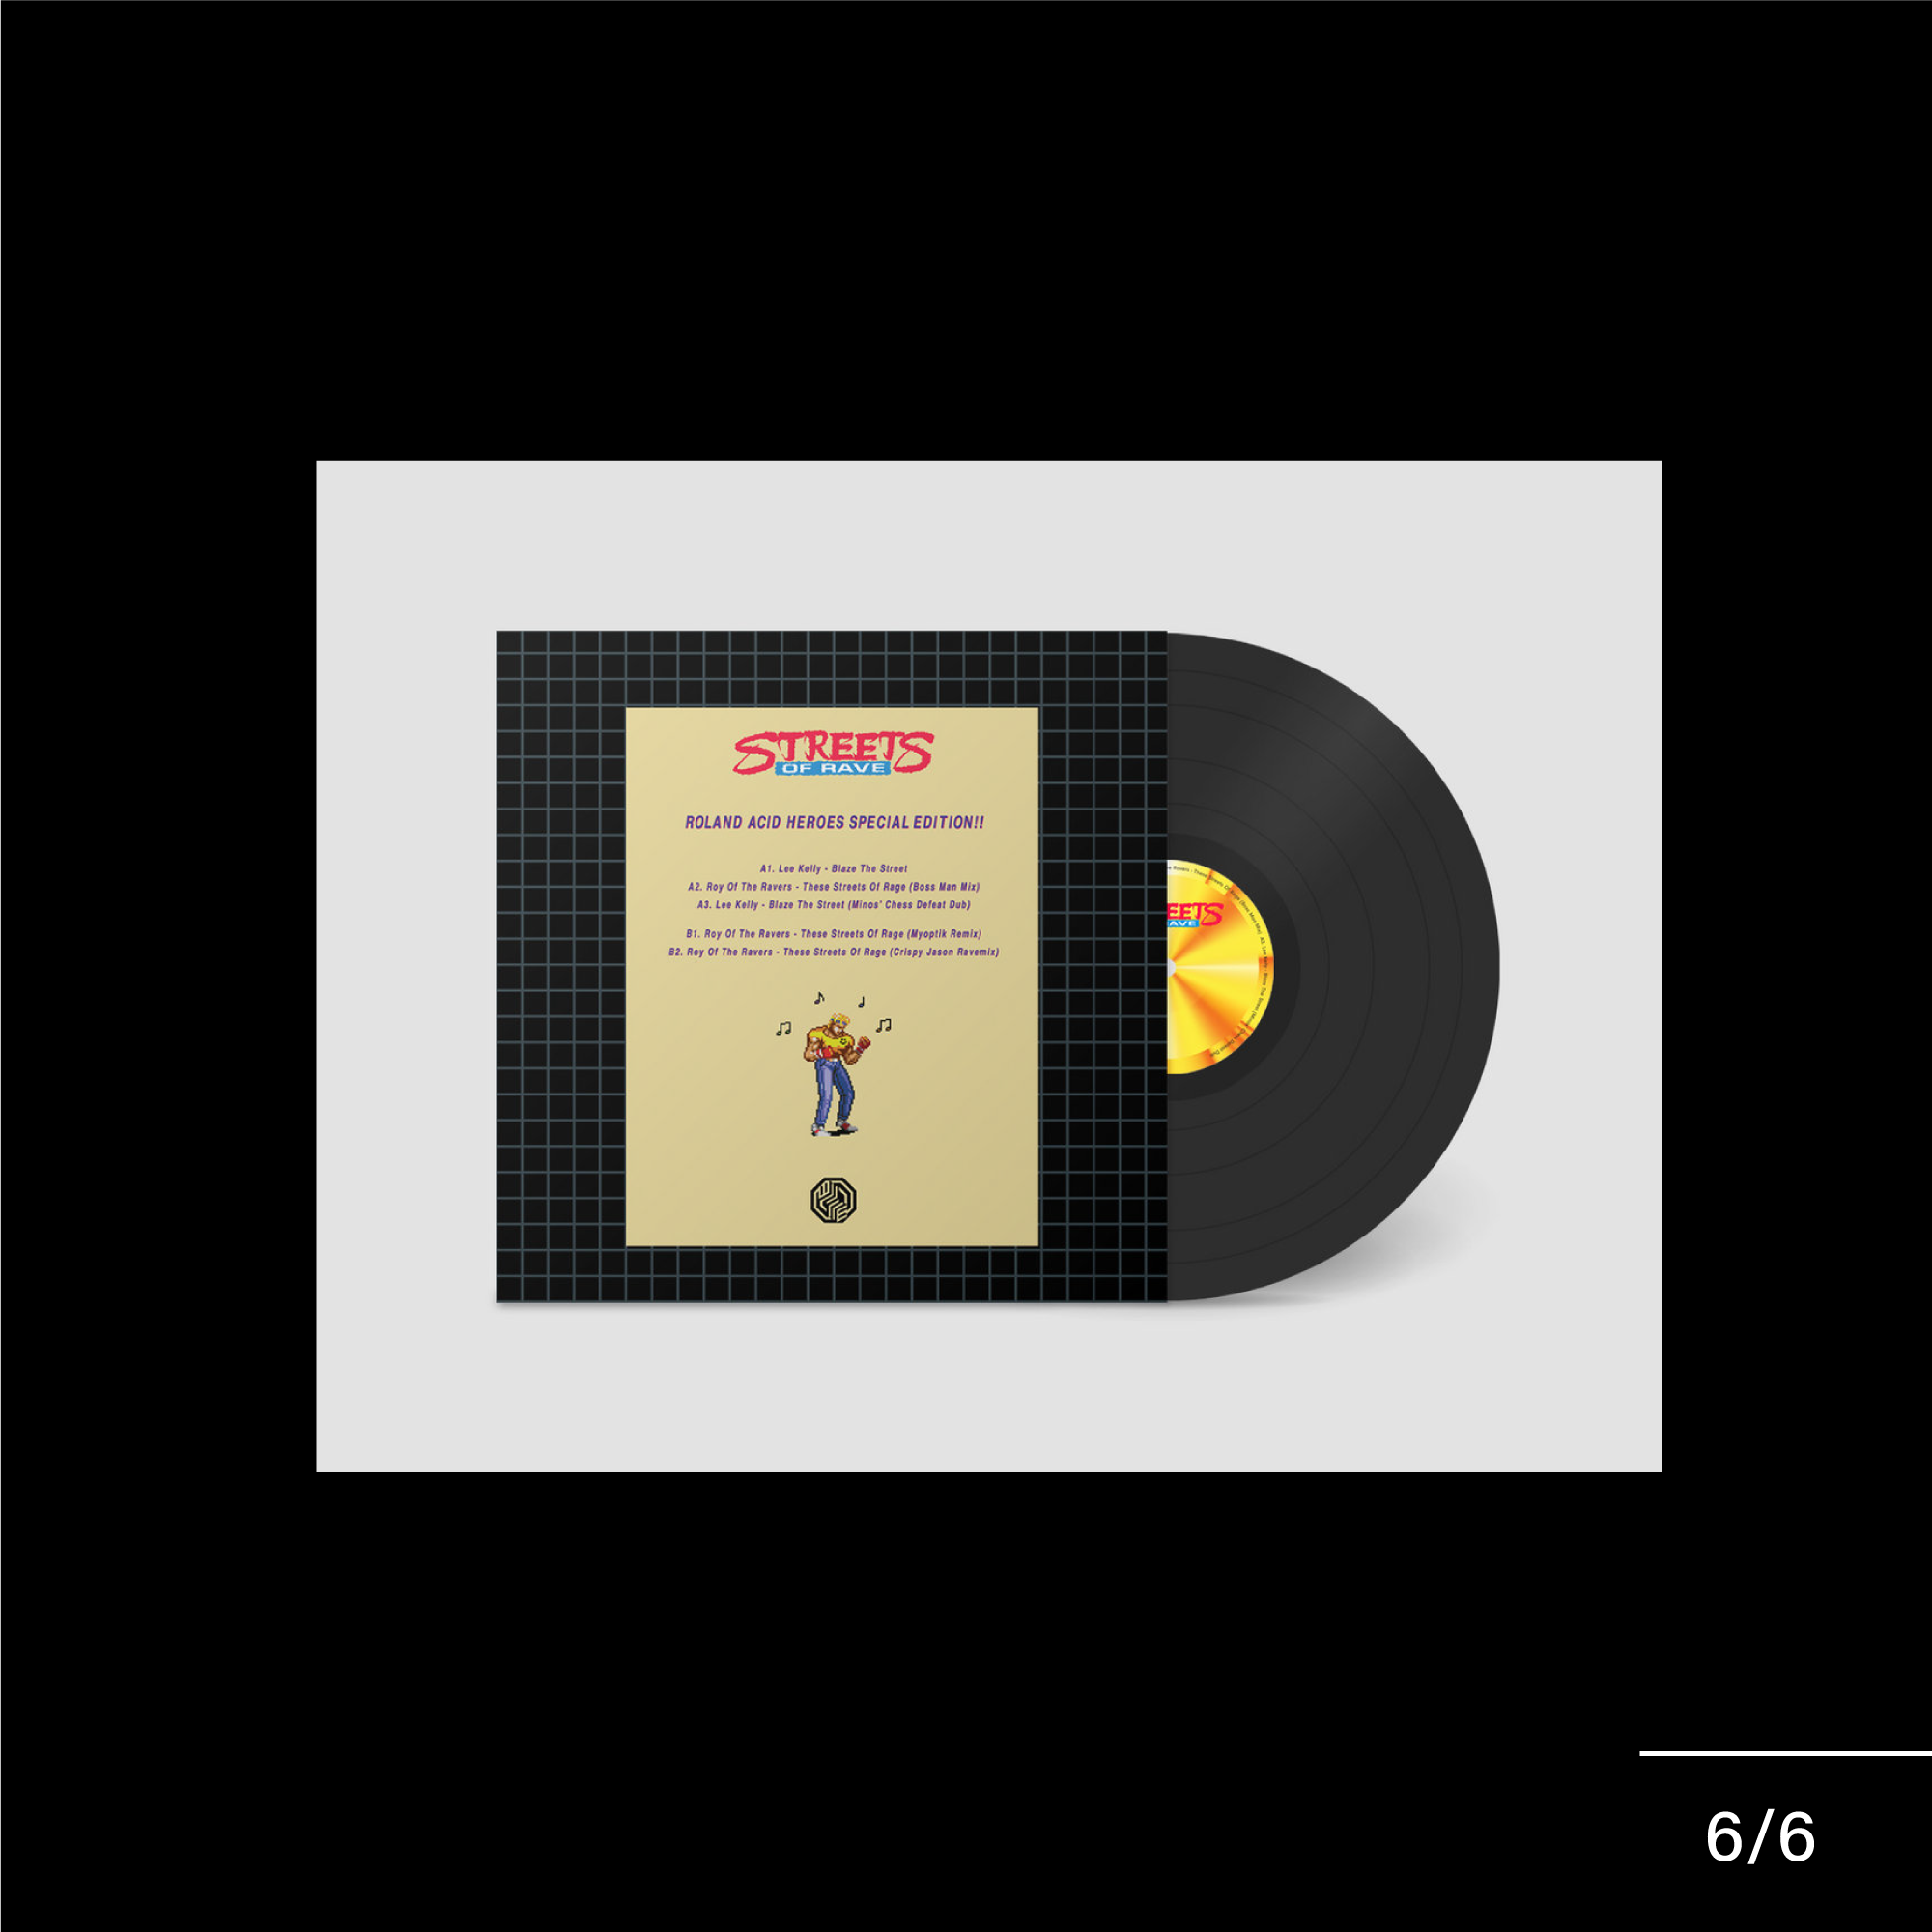 STREETS
OF RAVE
ROLAND ACID HEROES SPECIAL EDITION!!
A1. Lee Kelly - Blaze The Street
A2. Roy Of The Ravers - These Streets Of Rage (Boss Man Mix)
A3. Lee Kelly - Blaze The Street (Minos' Chess Defeat Dub)
B1. Roy Of The Ravers - These Streets Of Rage (Myoptik Remix)
B2. Roy Of The Ravers - These Streets Of Rage (Crispy Jason Ravemix)
EETS
AVE
6/6